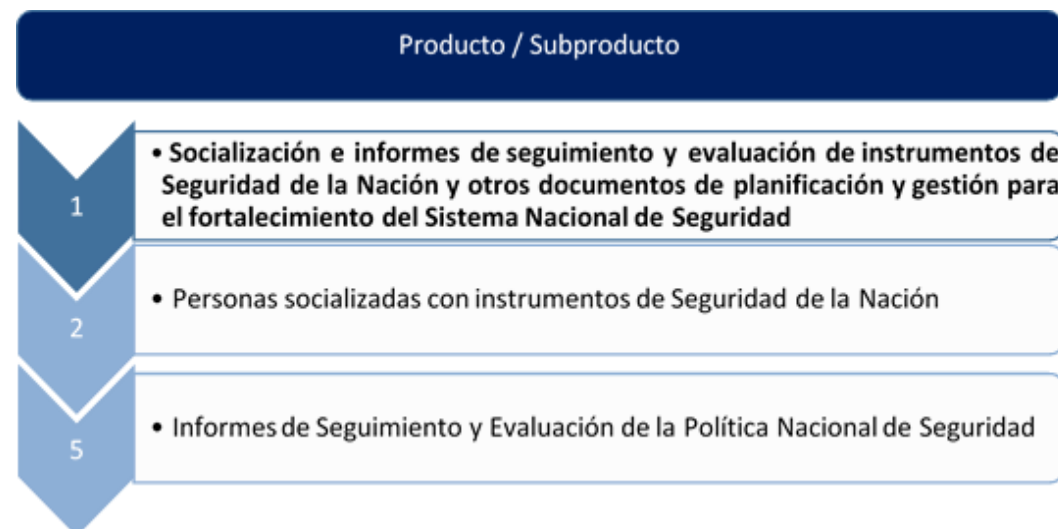 Producto / Subproducto
1
• Socialización e informes de seguimiento y evaluación de instrumentos de
Seguridad de la Nación y otros documentos de planificación y gestión para
el fortalecimiento del Sistema Nacional de Seguridad
2
• Personas socializadas con instrumentos de Seguridad de la Nación
5
• Informes de Seguimiento y Evaluación de la Política Nacional de Seguridad